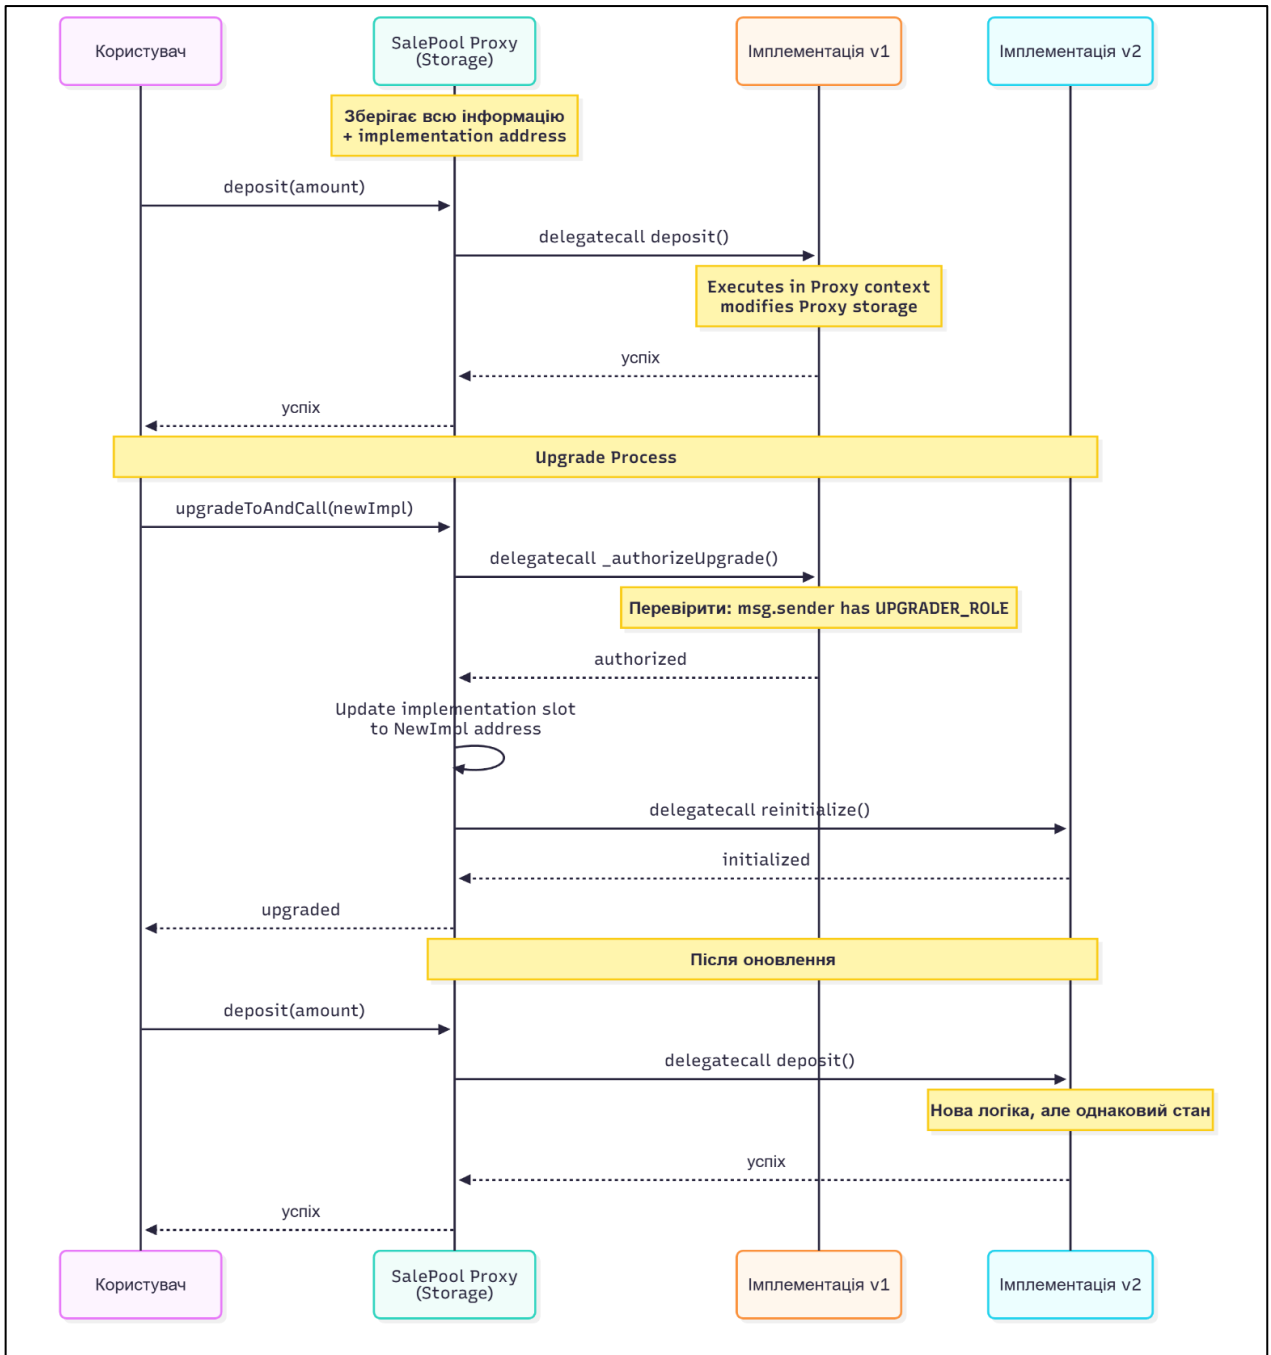 Користувач
SalePool Proxy
(Storage)
Імплементація v1
Імплементація v2
Зберігає всю інформацію
+ implementation address
deposit(amount)
delegatecall deposit()
Executes in Proxy context
modifies Proxy storage
успіх
успіх
Upgrade Process
upgradeToAndCall(newImpl)
delegatecall _authorizeUpgrade()
Перевірити: msg.sender has UPGRADER_ROLE
authorized
Update implementation slot
to NewImpl address
delegatecall reinitialize()
initialized
upgraded
Після оновлення
deposit(amount)
delegatecall deposit()
Нова логіка, але однаковий стан
успіх
успіх
Користувач
SalePool Proxy
(Storage)
Імплементація v1
Імплементація v2